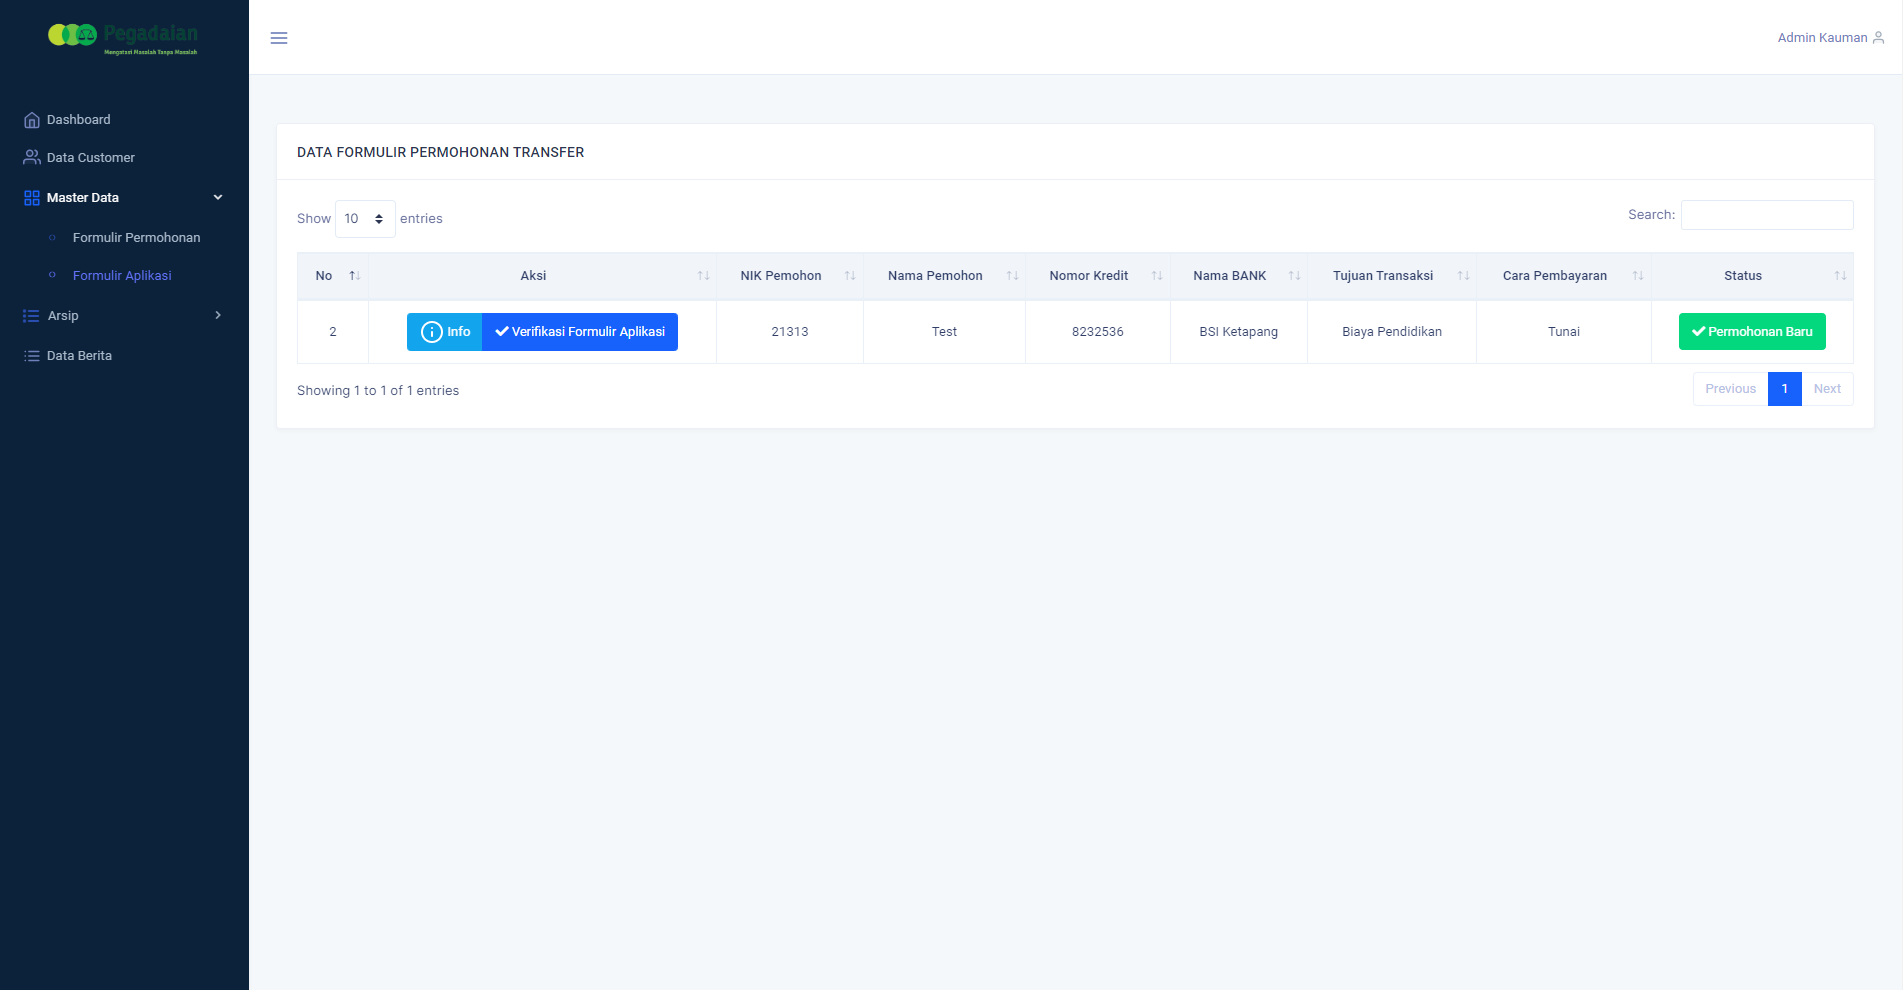 Pegadaian
Mengatasi Masalah Tanpa Masalah
Admin Kauman
Dashboard
Data Customer
Master Data
Formulir Permohonan
Formulir Aplikasi
Arsip
Data Berita
DATA FORMULIR PERMOHONAN TRANSFER
Show 10 entries
Search:
No Aksi NIK Pemohon Nama Pemohon Nomor Kredit Nama BANK Tujuan Transaksi Cara Pembayaran Status
2 Info Verifikasi Formulir Aplikasi 21313 Test 8232536 BSI Ketapang Biaya Pendidikan Tunai Permohonan Baru
Showing 1 to 1 of 1 entries
Previous 1 Next